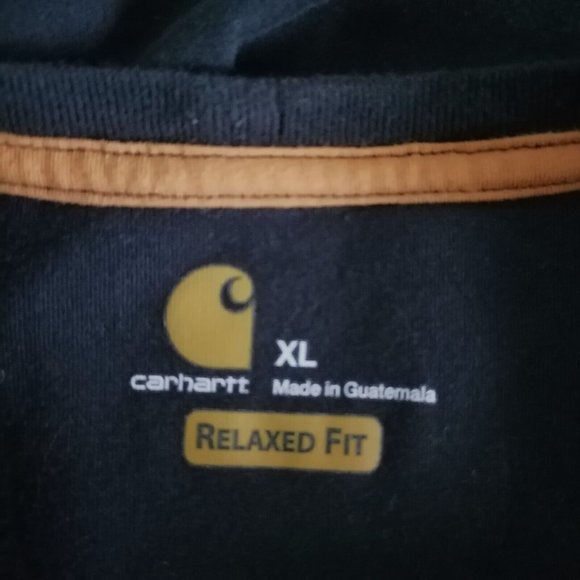 XL
carhartt Made in Guatemala
RELAXED FIT